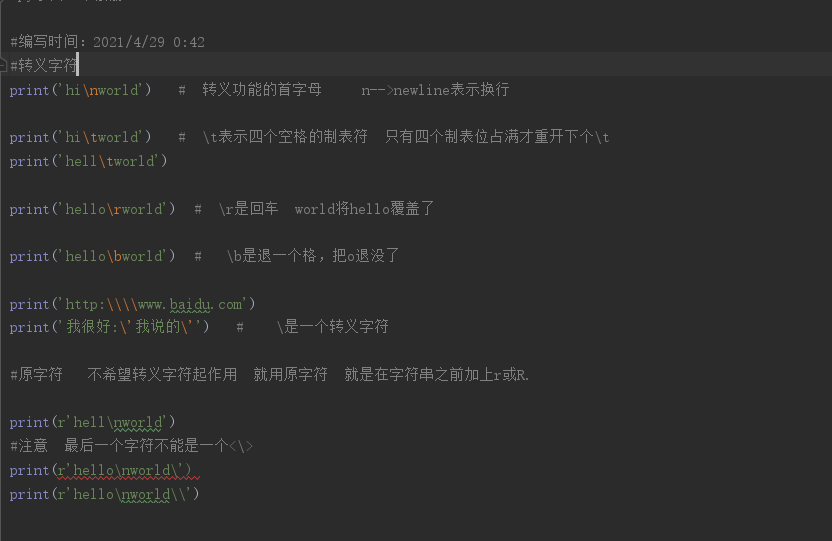 #编写时间：2021/4/29 0:42
#转义字符
print('hi\nworld')   #  转义功能的首字母     n-->newline表示换行
print('hi\tworld')   #  \t表示四个空格的制表符  只有四个制表位占满才重开下个\t
print('hell\tworld')
print('hello\rworld')  #  \r是回车  world将hello覆盖了
print('hello\bworld')  #   \b是退一个格，把o退没了
print('http:\\\\www.baidu.com')
print('我很好:\'我说的\'')   #    \是一个转义字符
#原字符   不希望转义字符起作用  就用原字符  就是在字符串之前加上r或R.
print(r'hell\nworld')
#注意  最后一个字符不能是一个<\>
print(r'hello\nworld\')
print(r'hello\nworld\\')